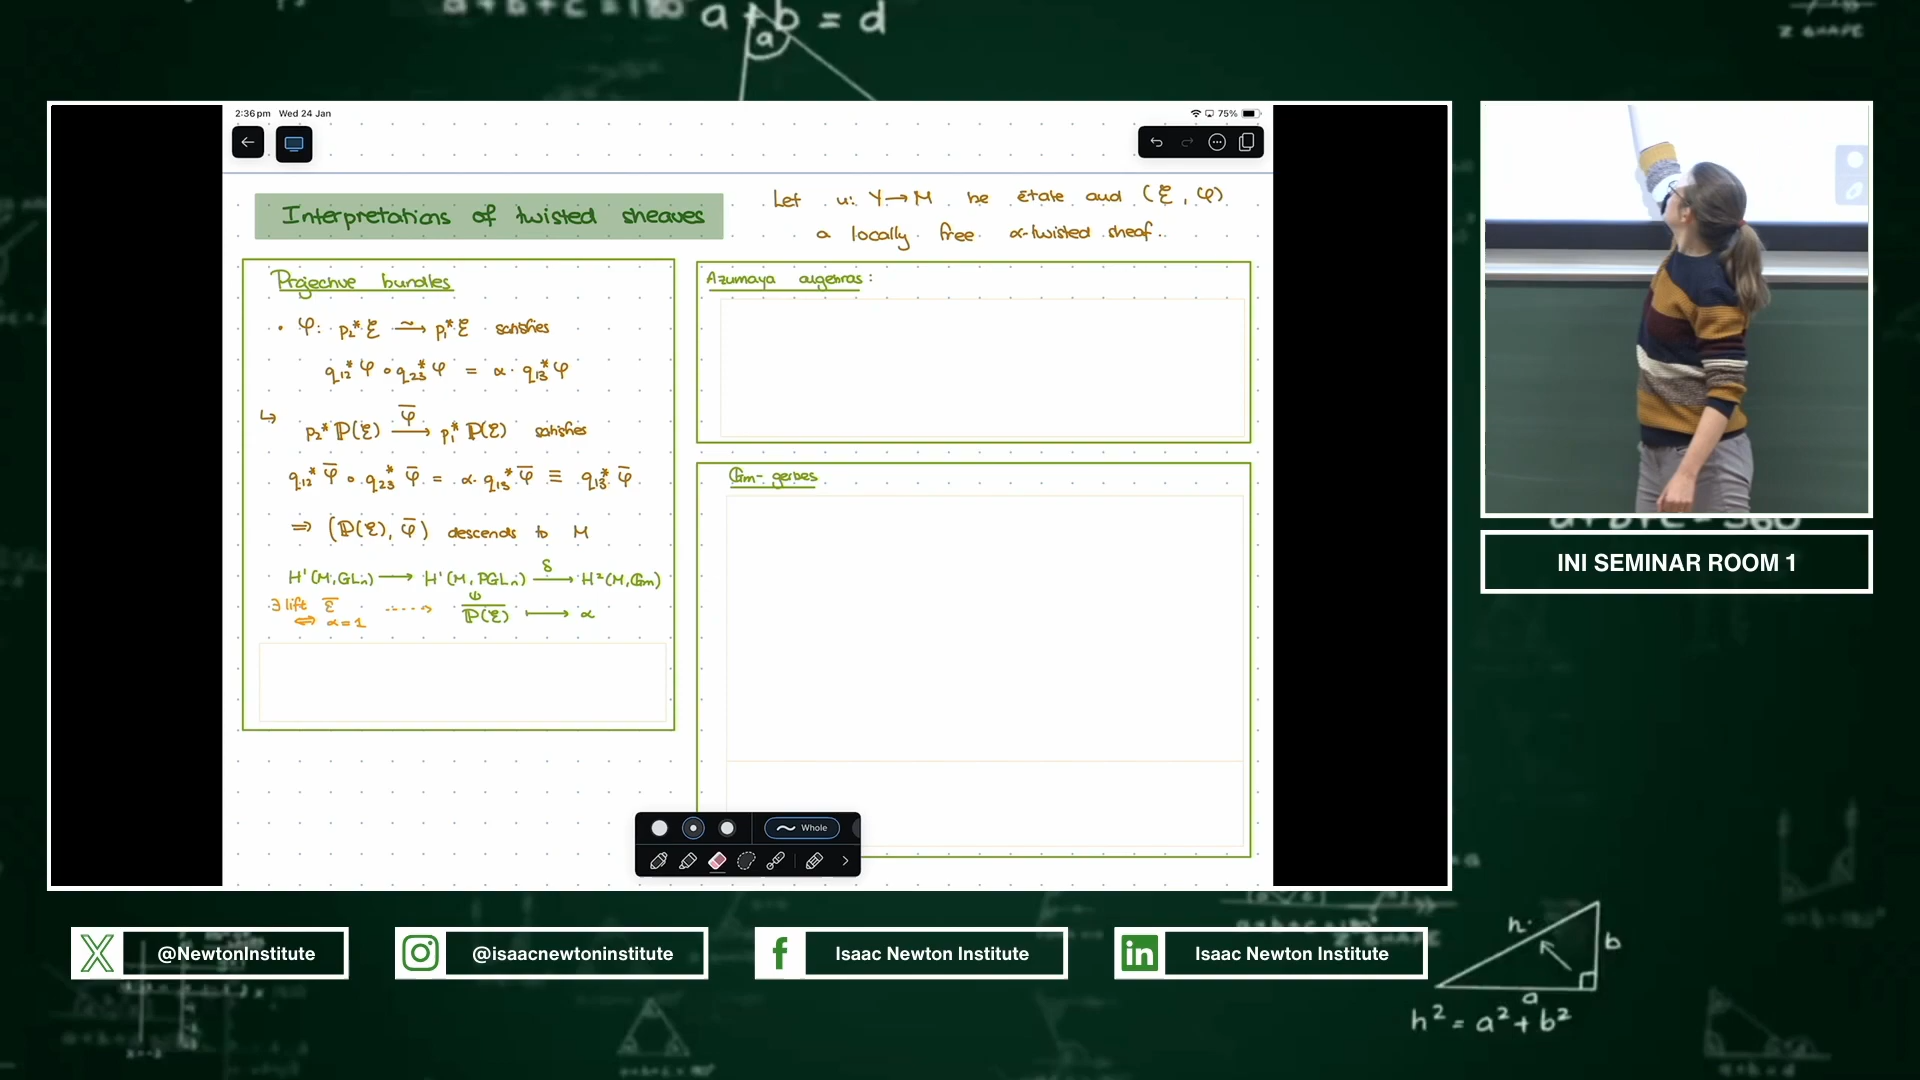 a + b = d
a
2:36 pm Wed 24 Jan
75%
Interpretations of twisted sheaves
Let u: Y → M be étale and (ℰ, φ)
a locally free α-twisted sheaf.
Projective bundles
• φ: p₂*ℰ ⥲ p₁*ℰ satisfies
q₁₂*φ ∘ q₂₃*φ = α · q₁₃*φ
↳ p₂*ℙ(ℰ) —φ̄→ p₁*ℙ(ℰ) satisfies
q₁₂*φ̄ ∘ q₂₃*φ̄ = α · q₁₃*φ̄ ≡ q₁₃*φ̄
⇒ (ℙ(ℰ), φ̄) descends to M
H¹(M, GLₙ) → H¹(M, PGLₙ) —δ→ H²(M, 𝔾m)
∃ lift ℰ̄ ⇢ ℙ(ℰ) ↦ α
⇔ α = 1
Azumaya algebras:
𝔾m-gerbes
Whole
INI SEMINAR ROOM 1
@NewtonInstitute
@isaacnewtoninstitute
Isaac Newton Institute
Isaac Newton Institute
h
b
a
h² = a² + b²